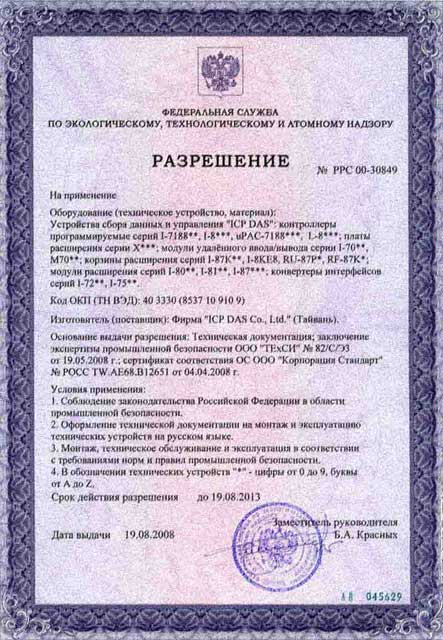 ФЕДЕРАЛЬНАЯ СЛУЖБА
ПО ЭКОЛОГИЧЕСКОМУ, ТЕХНОЛОГИЧЕСКОМУ И АТОМНОМУ НАДЗОРУ
РАЗРЕШЕНИЕ
№ РРС 00-30849
На применение
Оборудование (техническое устройство, материал):
Устройства сбора данных и управления "ICP DAS": контроллеры
программируемые серий I-7188**, I-8***, uPAC-7188***, L-8***; платы
расширения серии X***; модули удалённого ввода/вывода серии I-70**,
M70**; корзины расширения серий I-87K**, I-8KE8, RU-87P*, RF-87K*;
модули расширения серий I-80**, I-81**, I-87***; конвертеры интерфейсов
серий I-72**, I-75**.
Код ОКП (ТН ВЭД): 40 3330 (8537 10 910 9)
Изготовитель (поставщик): Фирма "ICP DAS Co., Ltd." (Тайвань).
Основание выдачи разрешения: Техническая документация; заключение
экспертизы промышленной безопасности ООО "ТЕхСИ" № 82/С/ЭЗ
от 19.05.2008 г.; сертификат соответствия ОС ООО "Корпорация Стандарт"
№ РОСС TW.АЕ68.В12651 от 04.04.2008 г.
Условия применения:
1. Соблюдение законодательства Российской Федерации в области
промышленной безопасности.
2. Оформление технической документации на монтаж и эксплуатацию
технических устройств на русском языке.
3. Монтаж, техническое обслуживание и эксплуатация в соответствии
с требованиями норм и правил промышленной безопасности.
4. В обозначении технических устройств "*" - цифры от 0 до 9, буквы
от A до Z.
Срок действия разрешения до 19.08.2013
Заместитель руководителя
Дата выдачи 19.08.2008 Б.А. Красных
АВ 045629